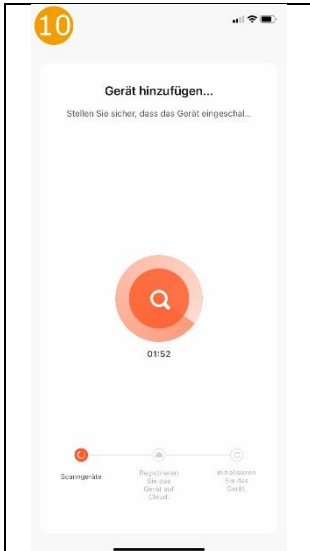 10
Gerät hinzufügen...
Stellen Sie sicher, dass das Gerät eingeschal...
01:52
Scanngeräte
Registrieren
Sie das
Gerät auf
Cloud.
Initialisieren
Sie das
Gerät.